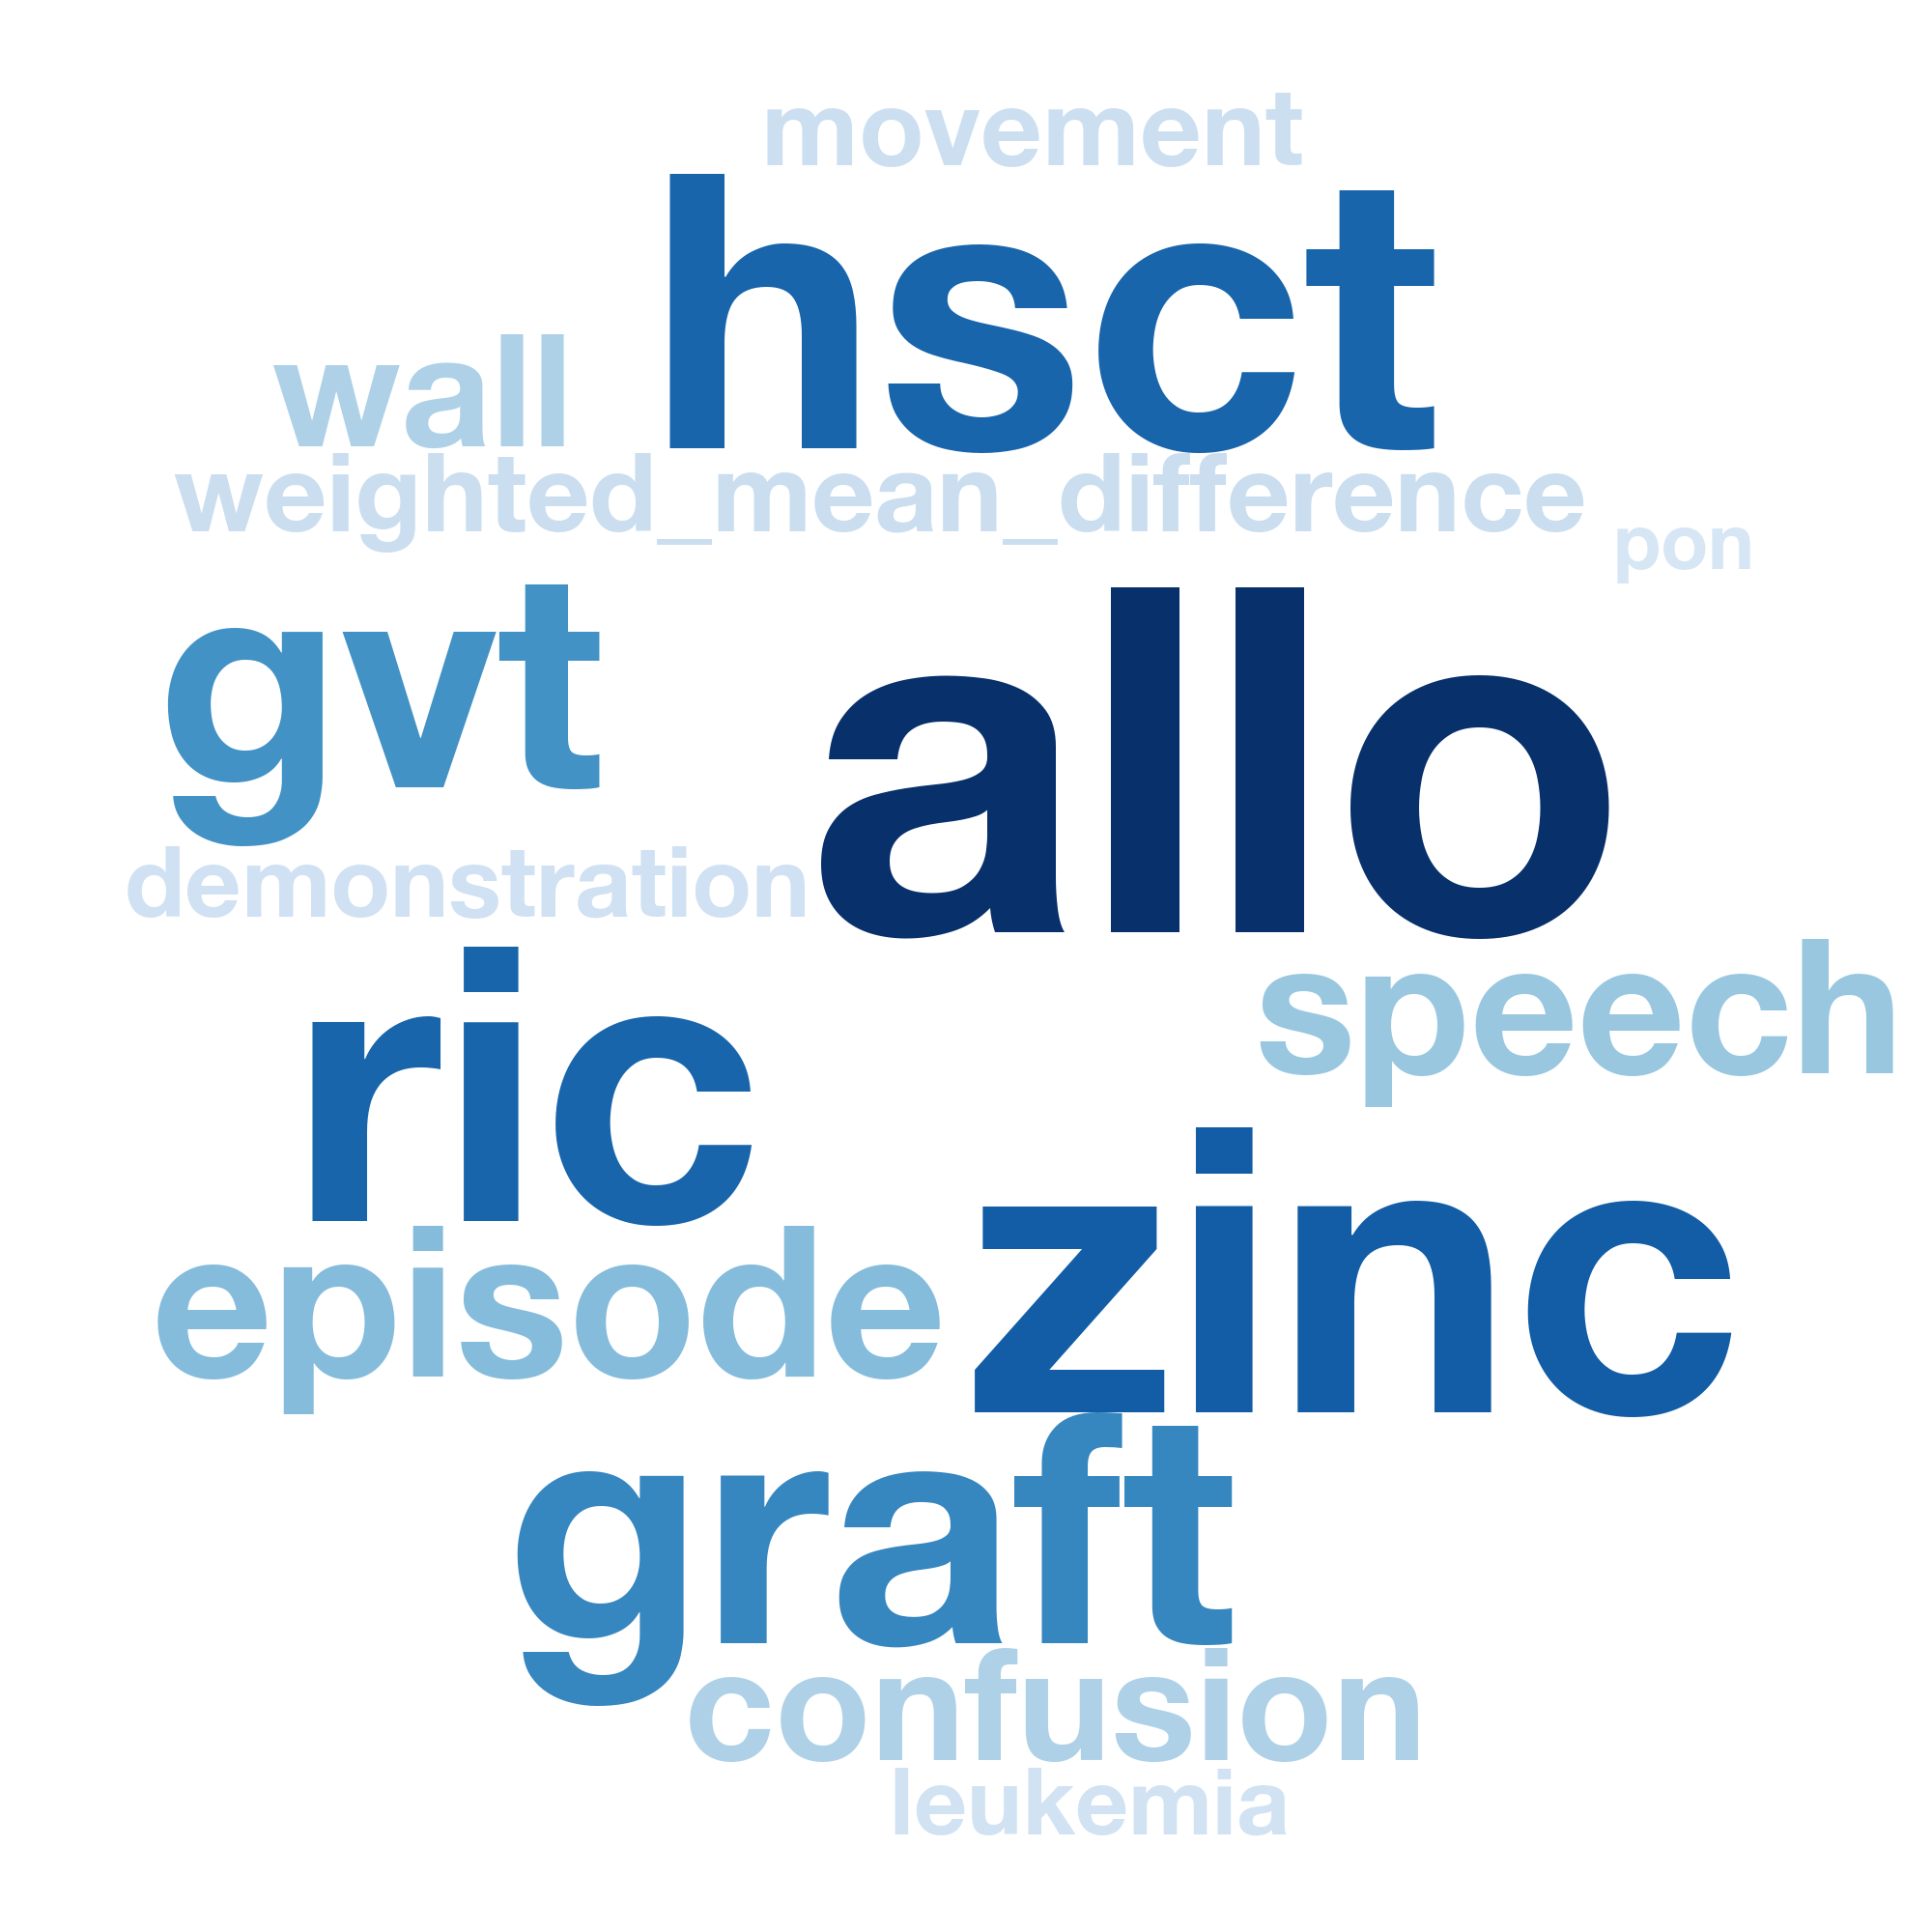 movement
hsct
wall
weighted_mean_difference
pon
gvt
allo
demonstration
speech
ric
zinc
episode
graft
confusion
leukemia